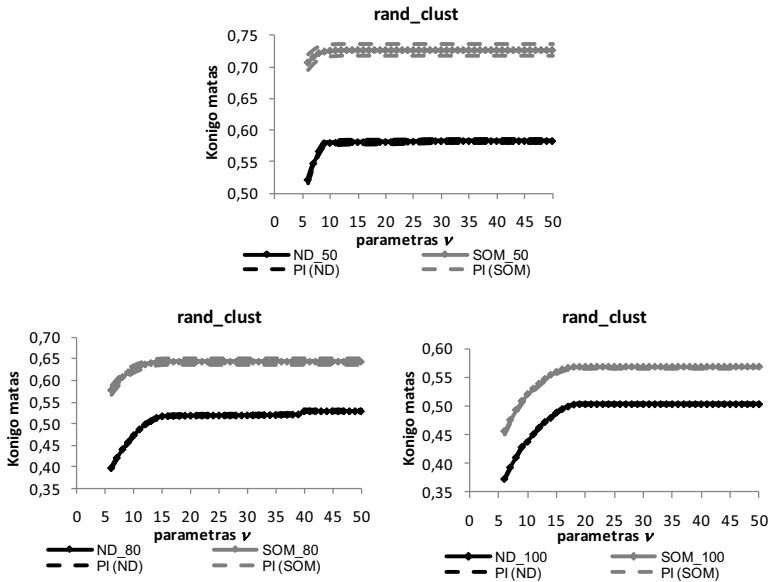 rand_clust
Konigo matas
0,75
0,70
0,65
0,60
0,55
0,50
0 5 10 15 20 25 30 35 40 45 50
parametras ν
ND_50 SOM_50
PI (ND) PI (SOM)
rand_clust
Konigo matas
0,70
0,65
0,60
0,55
0,50
0,45
0,40
0,35
0 5 10 15 20 25 30 35 40 45 50
parametras ν
ND_80 SOM_80
PI (ND) PI (SOM)
rand_clust
Konigo matas
0,60
0,55
0,50
0,45
0,40
0,35
0 5 10 15 20 25 30 35 40 45 50
parametras ν
ND_100 SOM_100
PI (ND) PI (SOM)